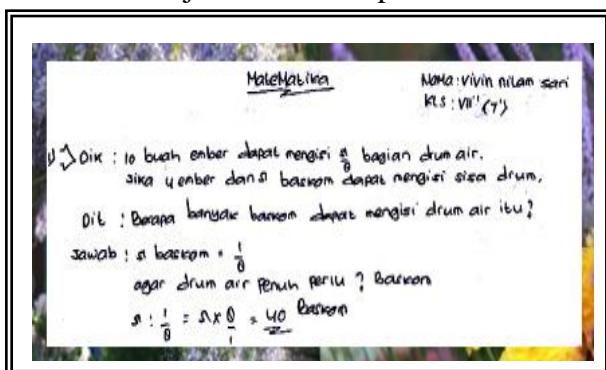 Matematika
Nama : vivin nilam sari
KLS : VII' (7')
1) Dik : 10 buah ember dapat mengisi 5/8 bagian drum air.
Jika 4 ember dan 5 baskom dapat mengisi sisa drum,
Dit : Berapa banyak baskom dapat mengisi drum air itu?
Jawab : 5 baskom = 1/8
agar drum air penuh perlu ? Baskom
5 : 1/8 = 5 x 8/1 = 40 Baskom